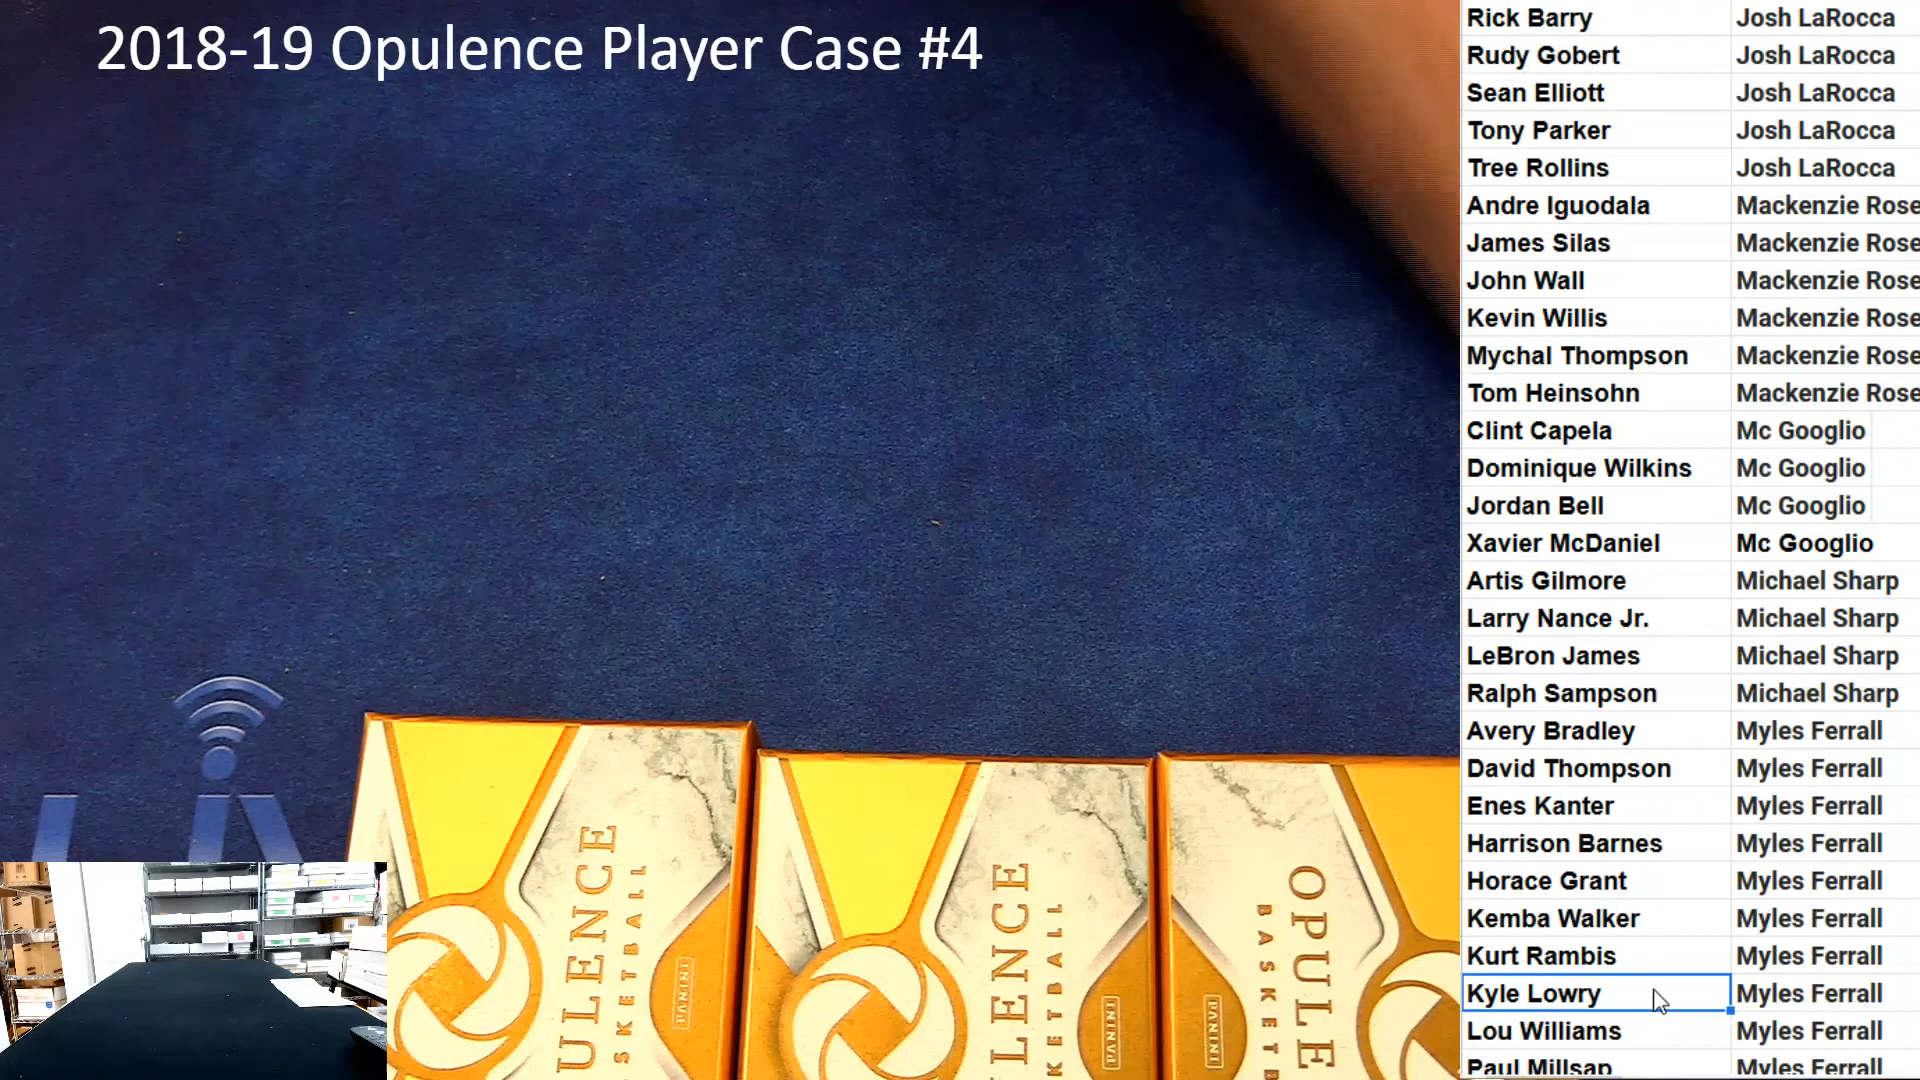 2018-19 Opulence Player Case #4
Rick Barry Josh LaRocca
Rudy Gobert Josh LaRocca
Sean Elliott Josh LaRocca
Tony Parker Josh LaRocca
Tree Rollins Josh LaRocca
Andre Iguodala Mackenzie Rose
James Silas Mackenzie Rose
John Wall Mackenzie Rose
Kevin Willis Mackenzie Rose
Mychal Thompson Mackenzie Rose
Tom Heinsohn Mackenzie Rose
Clint Capela Mc Googlio
Dominique Wilkins Mc Googlio
Jordan Bell Mc Googlio
Xavier McDaniel Mc Googlio
Artis Gilmore Michael Sharp
Larry Nance Jr. Michael Sharp
LeBron James Michael Sharp
Ralph Sampson Michael Sharp
Avery Bradley Myles Ferrall
David Thompson Myles Ferrall
Enes Kanter Myles Ferrall
Harrison Barnes Myles Ferrall
Horace Grant Myles Ferrall
Kemba Walker Myles Ferrall
Kurt Rambis Myles Ferrall
Kyle Lowry Myles Ferrall
Lou Williams Myles Ferrall
Paul Millsap Myles Ferrall
ULENCE
SKETBALL
PANINI
LENCE
KETBALL
PANINI
OPULE
BASKETB
PANINI